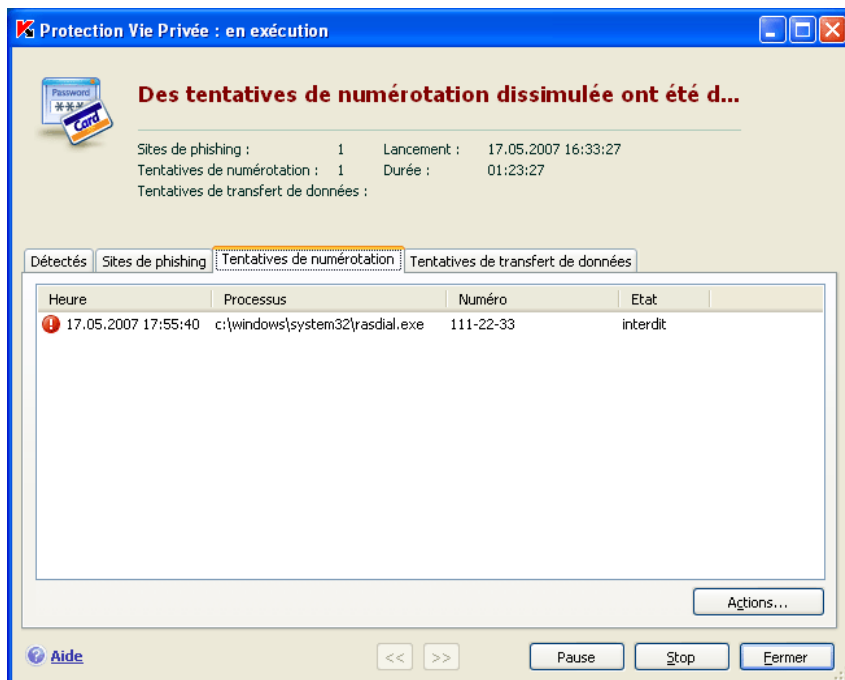 Protection Vie Privée : en exécution
Password
***
Card
Des tentatives de numérotation dissimulée ont été d...
Sites de phishing : 1 Lancement : 17.05.2007 16:33:27
Tentatives de numérotation : 1 Durée : 01:23:27
Tentatives de transfert de données :
Détectés Sites de phishing Tentatives de numérotation Tentatives de transfert de données
Heure Processus Numéro Etat
17.05.2007 17:55:40 c:\windows\system32\rasdial.exe 111-22-33 interdit
Actions...
Aide << >> Pause Stop Fermer